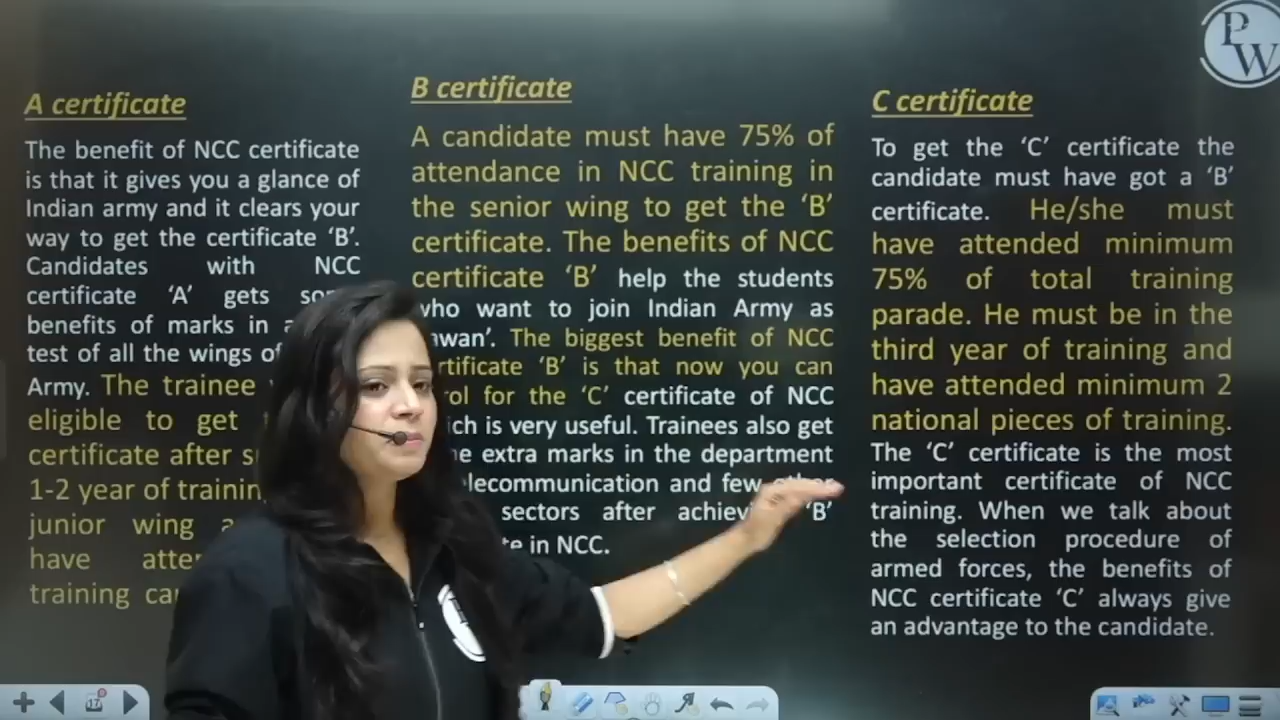 PW
A certificate
The benefit of NCC certificate
is that it gives you a glance of
Indian army and it clears your
way to get the certificate ‘B’.
Candidates with NCC
certificate ‘A’ gets
benefits of marks in
test of all the wings of
Army. The trainee
eligible to get
certificate after
1-2 year of
junior wing
have
training
B certificate
A candidate must have 75% of
attendance in NCC training in
the senior wing to get the ‘B’
certificate. The benefits of NCC
certificate ‘B’ help the students
who want to join Indian Army as
The biggest benefit of NCC
‘B’ is that now you can
for the ‘C’ certificate of NCC
is very useful. Trainees also get
extra marks in the department
and few other
sectors after ‘B’
in NCC.
C certificate
To get the ‘C’ certificate the
candidate must have got a ‘B’
certificate. He/she must
have attended minimum
75% of total training
parade. He must be in the
third year of training and
have attended minimum 2
national pieces of training.
The ‘C’ certificate is the most
important certificate of NCC
training. When we talk about
the selection procedure of
armed forces, the benefits of
NCC certificate ‘C’ always give
an advantage to the candidate.
17